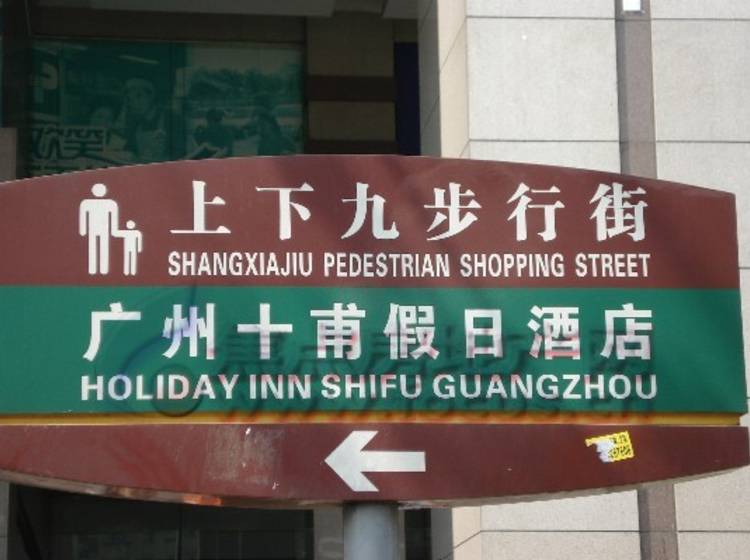 上下九步行街
SHANGXIAJIU PEDESTRIAN SHOPPING STREET
广州十甫假日酒店
HOLIDAY INN SHIFU GUANGZHOU